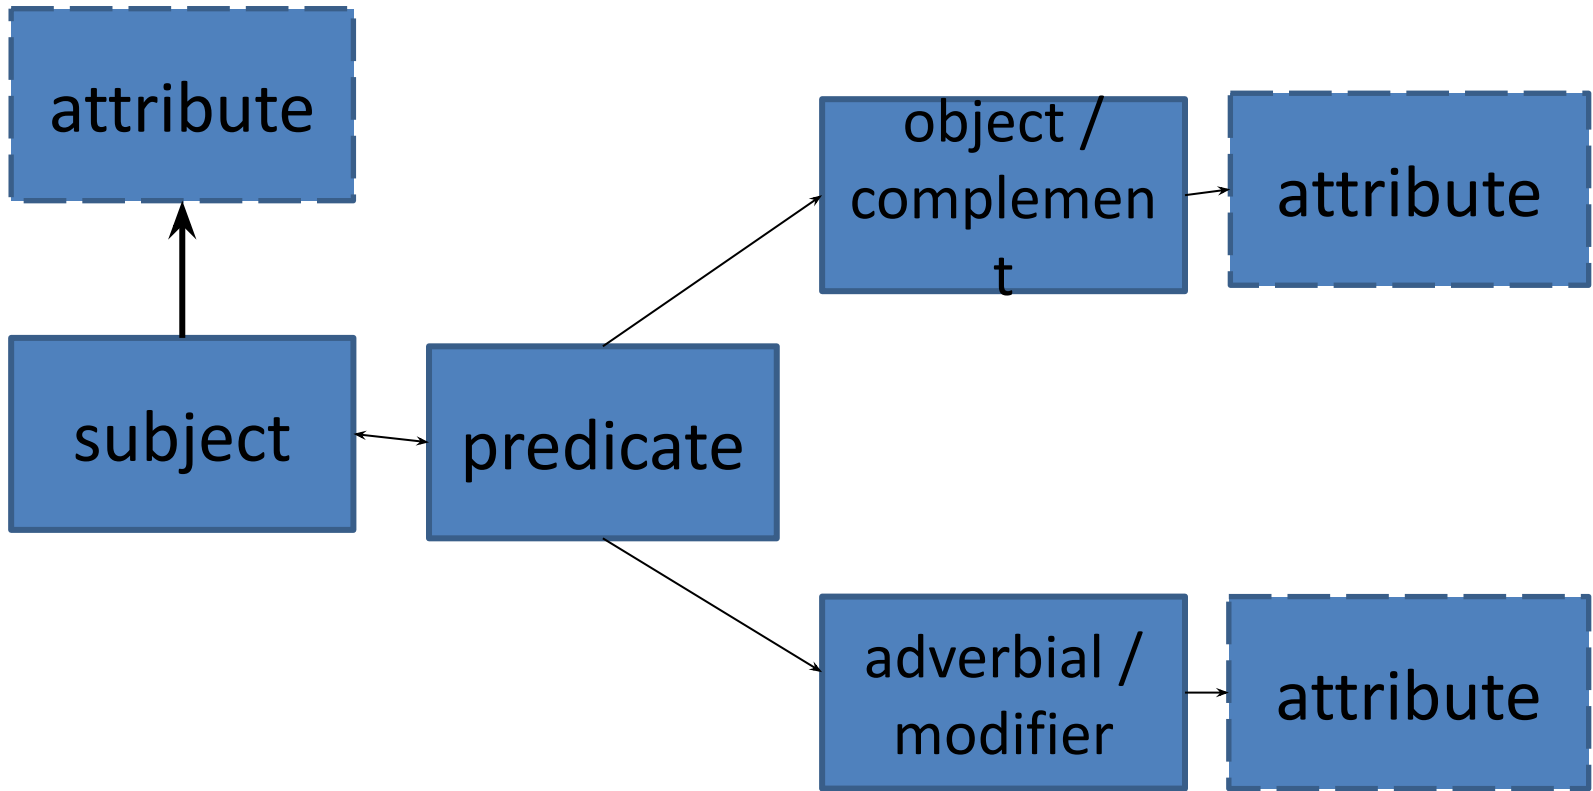 attribute
object /
complemen
t
attribute
subject
predicate
adverbial /
modifier
attribute